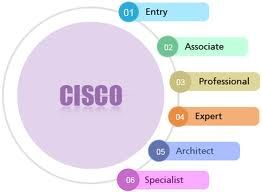 01 Entry
02 Associate
03 Professional
CISCO
04 Expert
05 Architect
06 Specialist